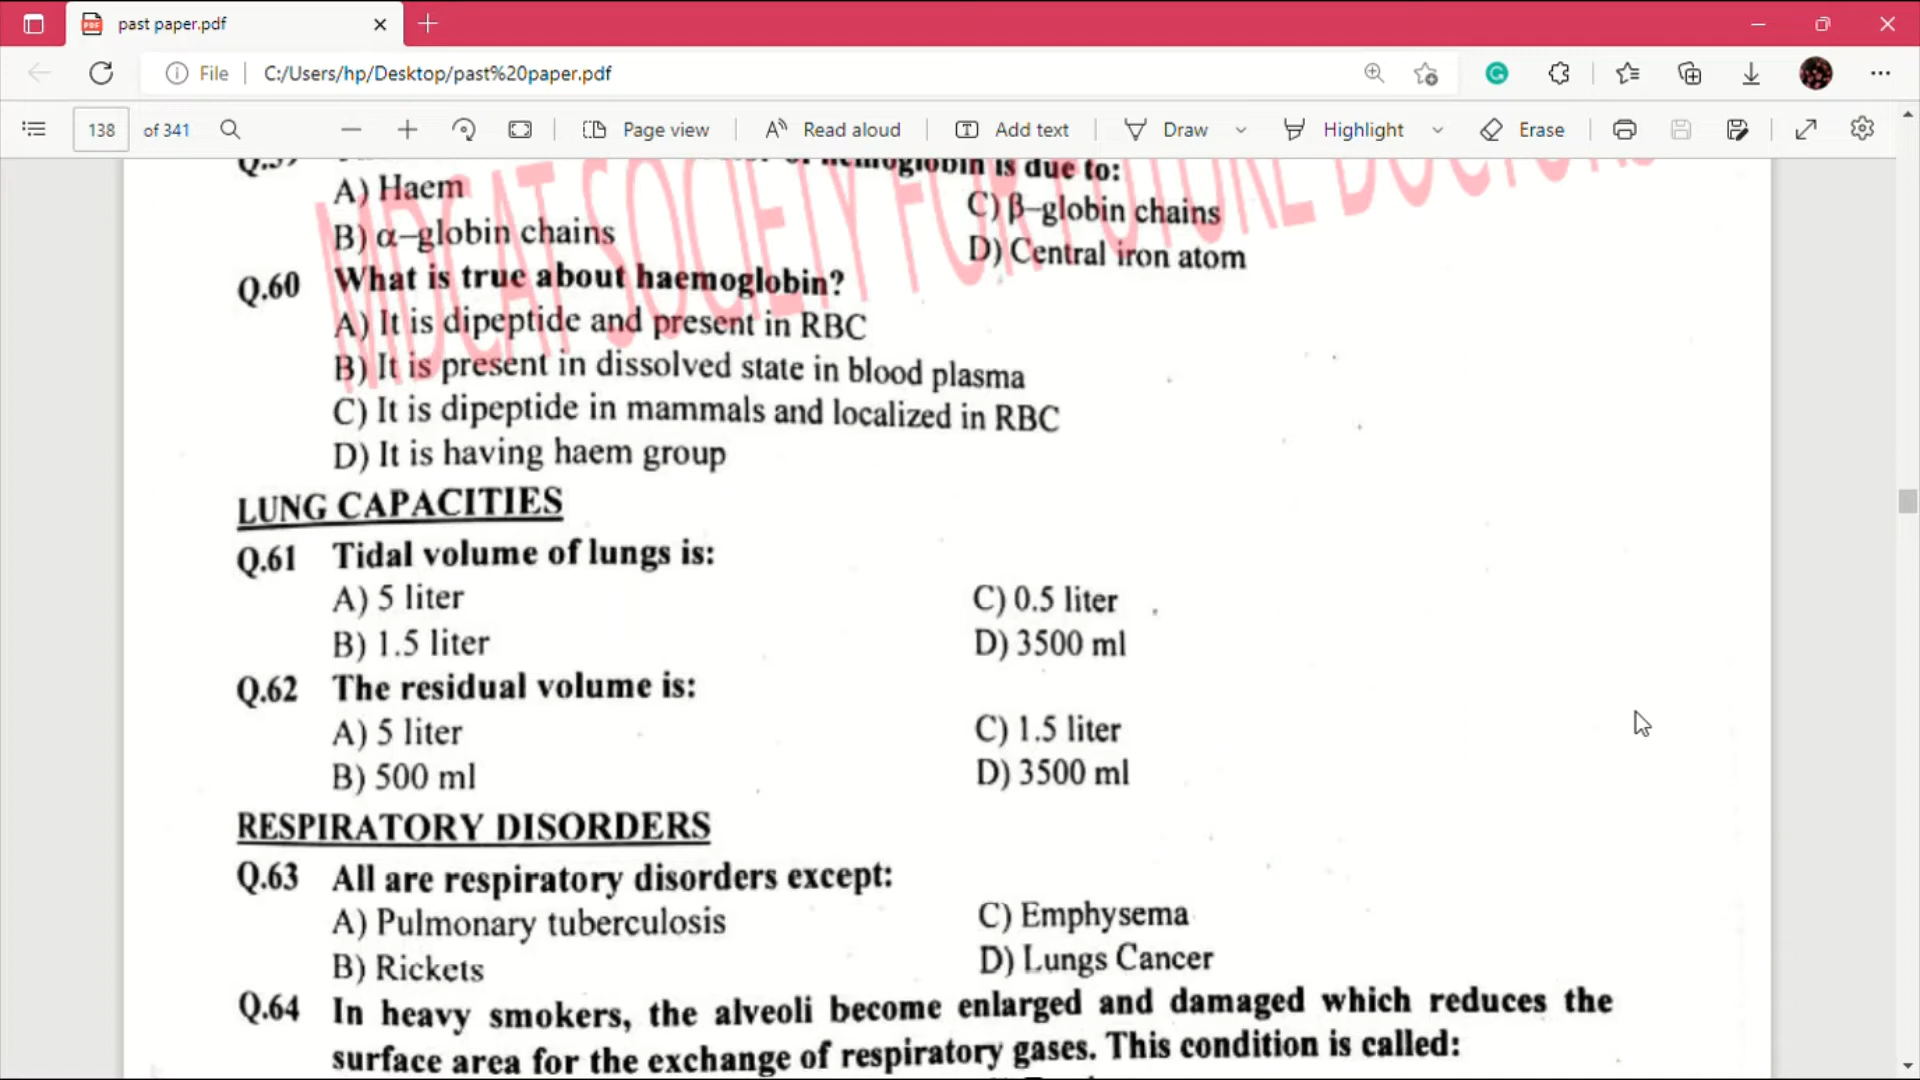 past paper.pdf
File C:/Users/hp/Desktop/past%20paper.pdf
138 of 341 Page view Read aloud Add text Draw Highlight Erase
hemoglobin is due to:
A) Haem
C) β–globin chains
B) α–globin chains
D) Central iron atom
Q.60 What is true about haemoglobin?
A) It is dipeptide and present in RBC
B) It is present in dissolved state in blood plasma
C) It is dipeptide in mammals and localized in RBC
D) It is having haem group
MDCAT SOCIETY FOR FUTURE DOCTORS
LUNG CAPACITIES
Q.61 Tidal volume of lungs is:
A) 5 liter C) 0.5 liter
B) 1.5 liter D) 3500 ml
Q.62 The residual volume is:
A) 5 liter C) 1.5 liter
B) 500 ml D) 3500 ml
RESPIRATORY DISORDERS
Q.63 All are respiratory disorders except:
A) Pulmonary tuberculosis C) Emphysema
B) Rickets D) Lungs Cancer
Q.64 In heavy smokers, the alveoli become enlarged and damaged which reduces the
surface area for the exchange of respiratory gases. This condition is called: